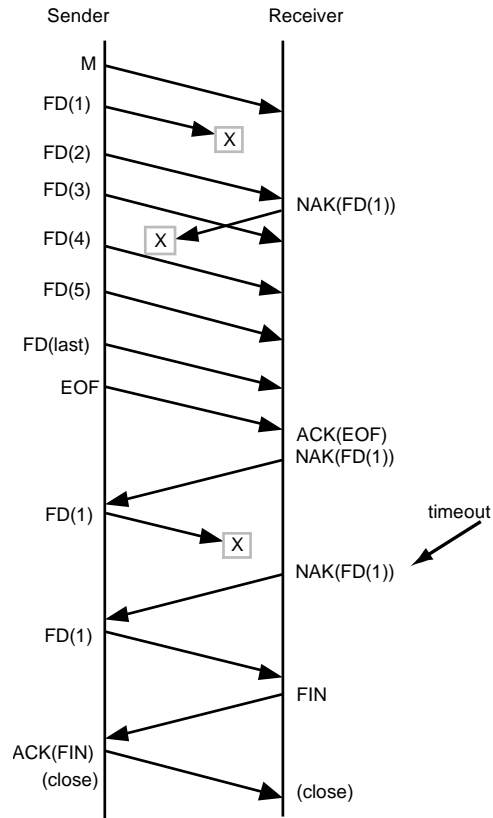 Sender
Receiver
M
FD(1)
X
FD(2)
FD(3)
NAK(FD(1))
X
FD(4)
FD(5)
FD(last)
EOF
ACK(EOF)
NAK(FD(1))
FD(1)
timeout
X
NAK(FD(1))
FD(1)
FIN
ACK(FIN)
(close)
(close)